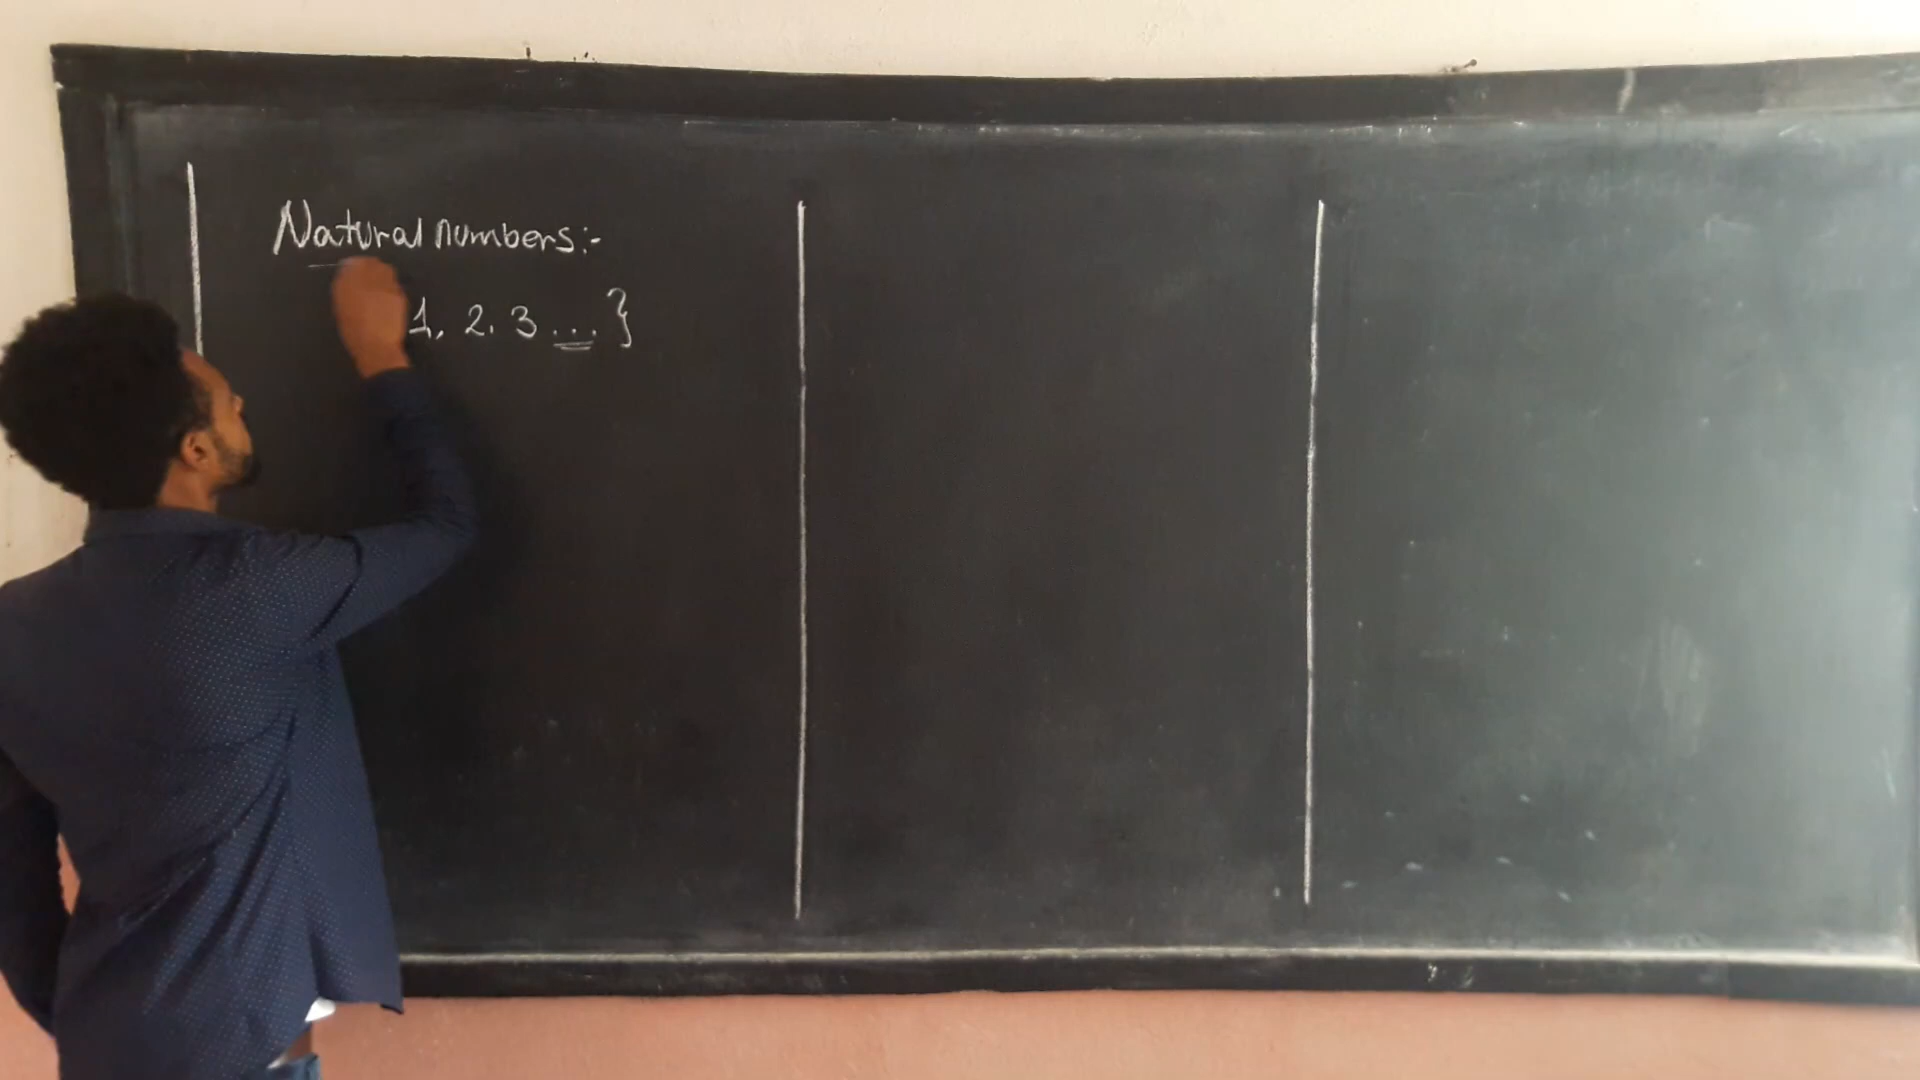 Natural numbers:-
1, 2, 3 ... }